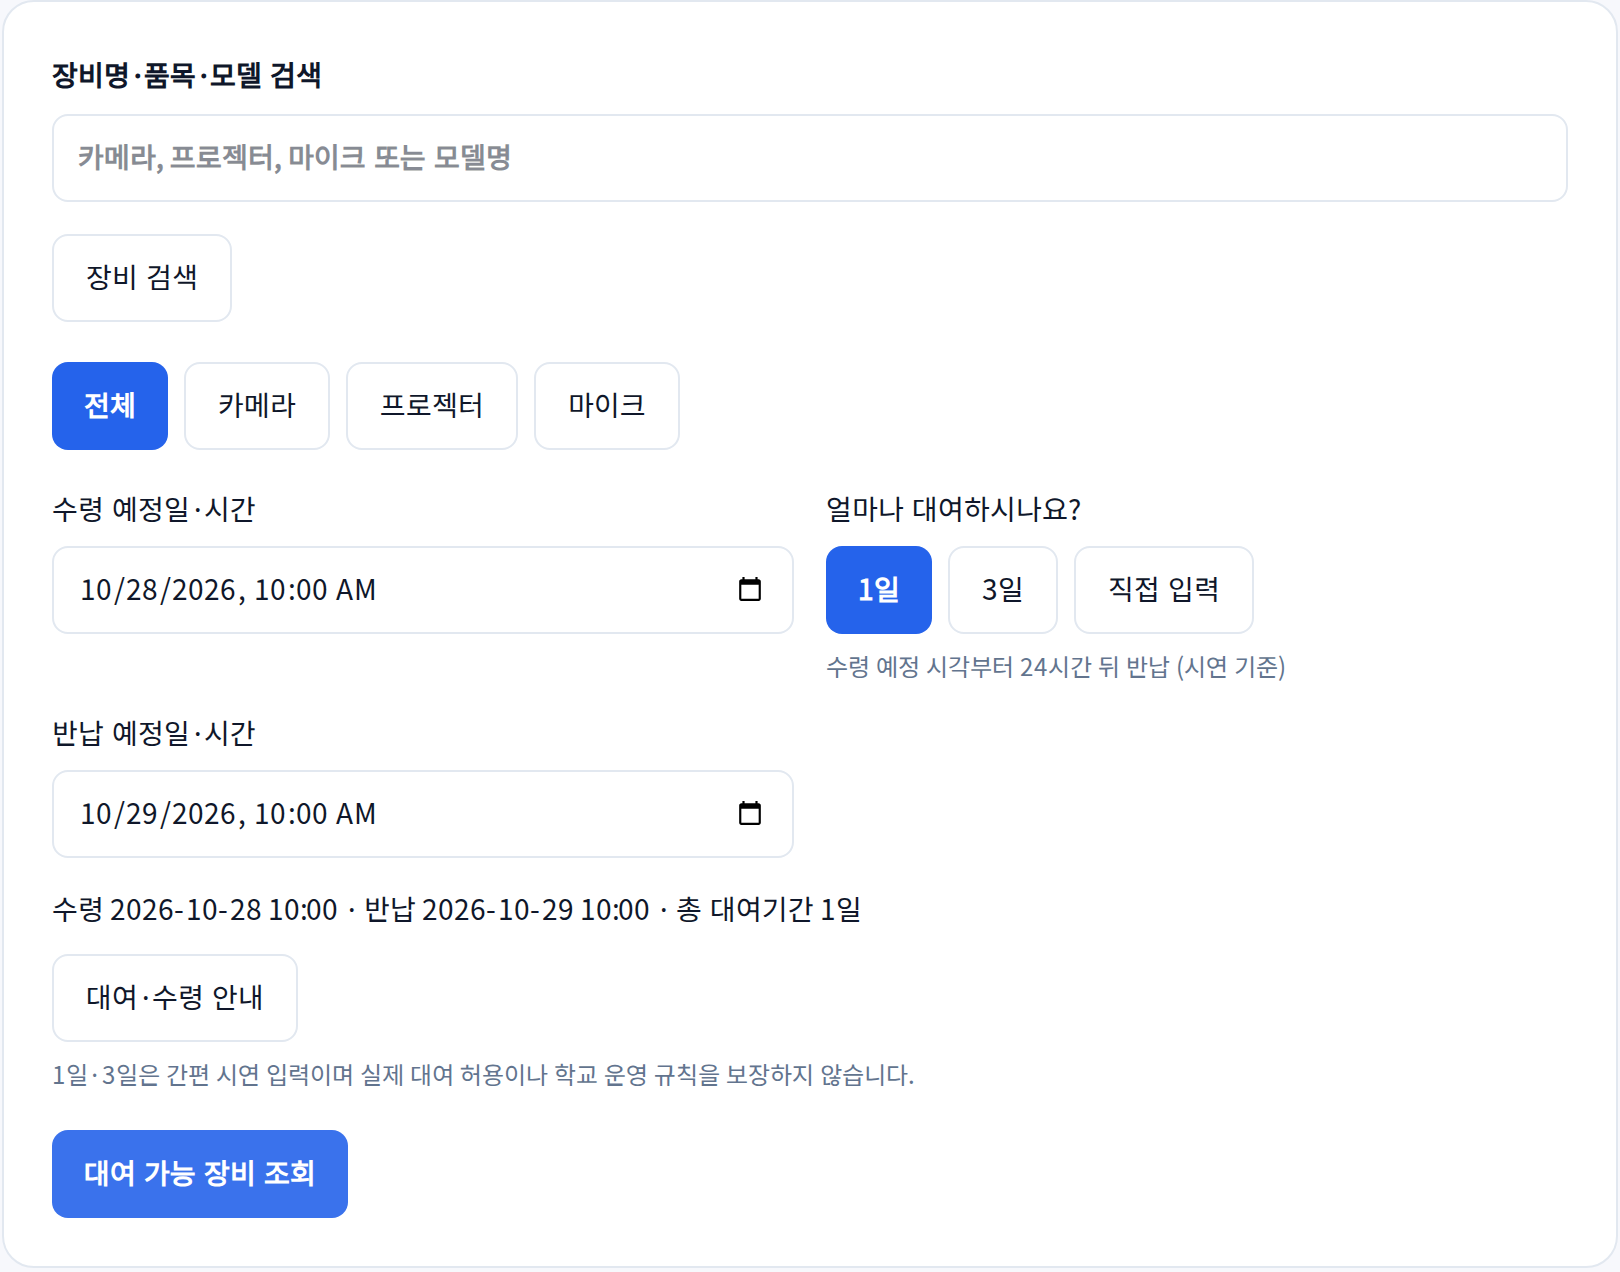 장비명·품목·모델 검색
카메라, 프로젝터, 마이크 또는 모델명
장비 검색
전체 카메라 프로젝터 마이크
수령 예정일·시간
10/28/2026, 10:00 AM
얼마나 대여하시나요?
1일 3일 직접 입력
수령 예정 시각부터 24시간 뒤 반납 (시연 기준)
반납 예정일·시간
10/29/2026, 10:00 AM
수령 2026-10-28 10:00 · 반납 2026-10-29 10:00 · 총 대여기간 1일
대여·수령 안내
1일·3일은 간편 시연 입력이며 실제 대여 허용이나 학교 운영 규칙을 보장하지 않습니다.
대여 가능 장비 조회